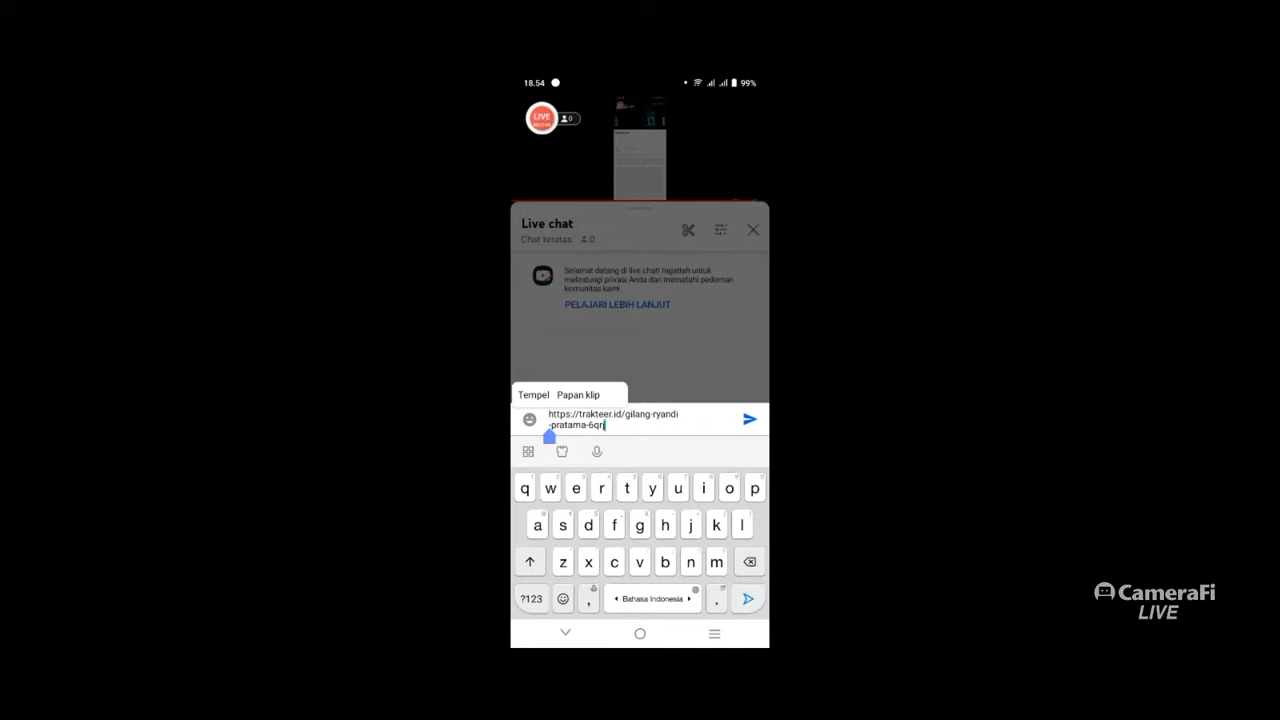 18.54
99%
LIVE
0
Live chat
Chat teratas 0
Selamat datang di live chat! Ingatlah untuk
melindungi privasi Anda dan mematuhi pedoman
komunitas kami
PELAJARI LEBIH LANJUT
Tempel Papan klip
https://trakteer.id/gilang-ryandi
-pratama-6qrj
q w e r t y u i o p
a s d f g h j k l
z x c v b n m
?123 , Bahasa Indonesia .
CameraFi
LIVE